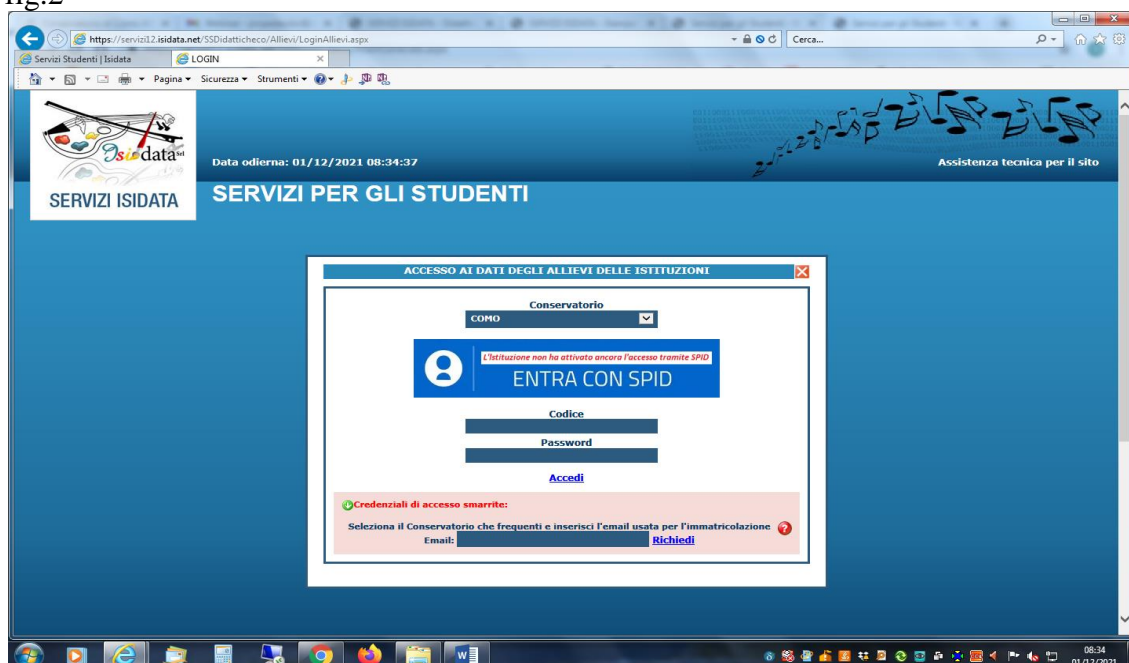 fig.2
https://servizi12.isidata.net/SSDidatticheco/Allievi/LoginAllievi.aspx
Cerca...
Servizi Studenti | Isidata
LOGIN
Pagina
Sicurezza
Strumenti
Isidata srl
SERVIZI ISIDATA
Data odierna: 01/12/2021 08:34:37
Assistenza tecnica per il sito
SERVIZI PER GLI STUDENTI
ACCESSO AI DATI DEGLI ALLIEVI DELLE ISTITUZIONI
Conservatorio
COMO
L'Istituzione non ha attivato ancora l'accesso tramite SPID
ENTRA CON SPID
Codice
Password
Accedi
Credenziali di accesso smarrite:
Seleziona il Conservatorio che frequenti e inserisci l'email usata per l'immatricolazione
Email:
Richiedi
08:34
01/12/2021